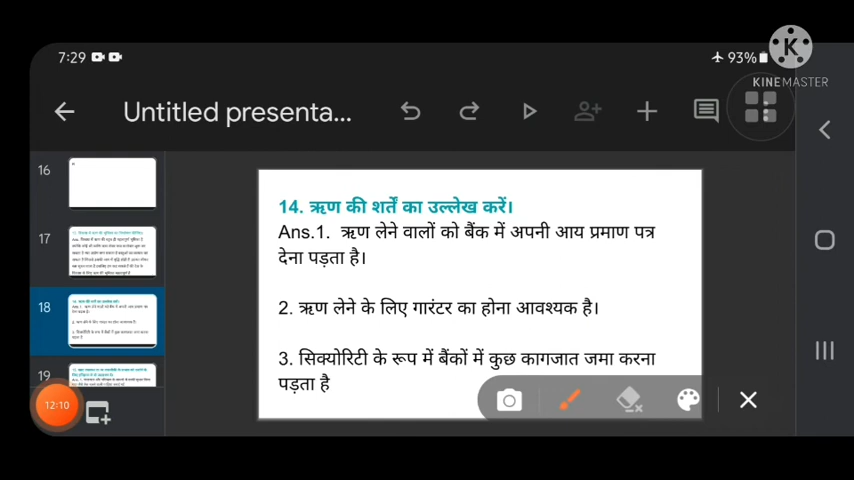 7:29
93%
KINEMASTER
Untitled presenta...
16
17
18
19
14. ऋण की शर्तें का उल्लेख करें।
Ans.1. ऋण लेने वालों को बैंक में अपनी आय प्रमाण पत्र
देना पड़ता है।
2. ऋण लेने के लिए गारंटर का होना आवश्यक है।
3. सिक्योरिटी के रूप में बैंकों में कुछ कागजात जमा करना
पड़ता है
12:10